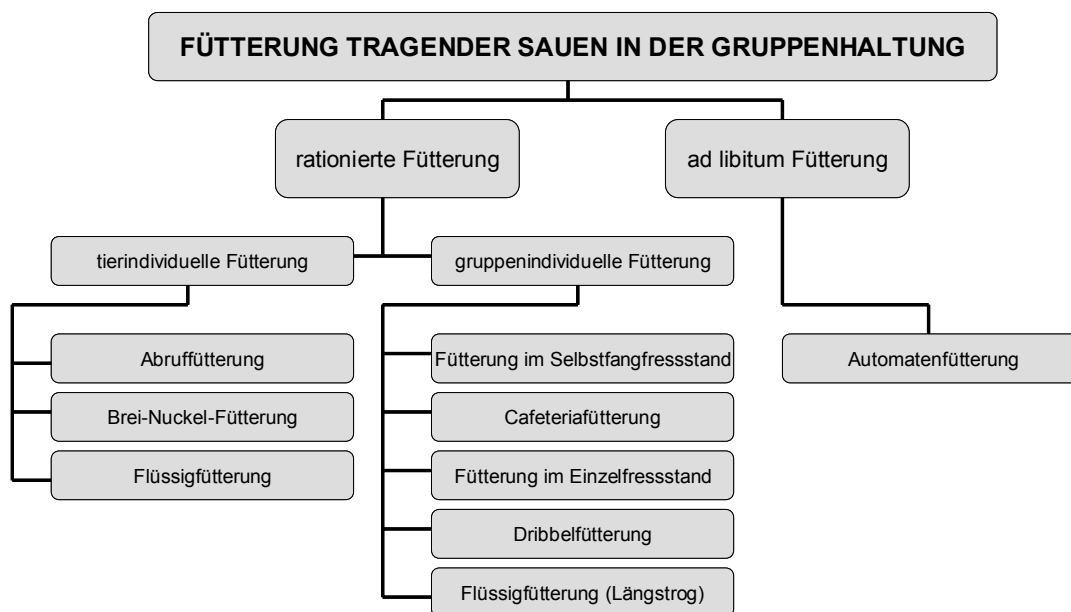 FÜTTERUNG TRAGENDER SAUEN IN DER GRUPPENHALTUNG
rationierte Fütterung
ad libitum Fütterung
tierindividuelle Fütterung
gruppenindividuelle Fütterung
Abruffütterung
Brei-Nuckel-Fütterung
Flüssigfütterung
Fütterung im Selbstfangfressstand
Cafeteriafütterung
Fütterung im Einzelfressstand
Dribbelfütterung
Flüssigfütterung (Längstrog)
Automatenfütterung